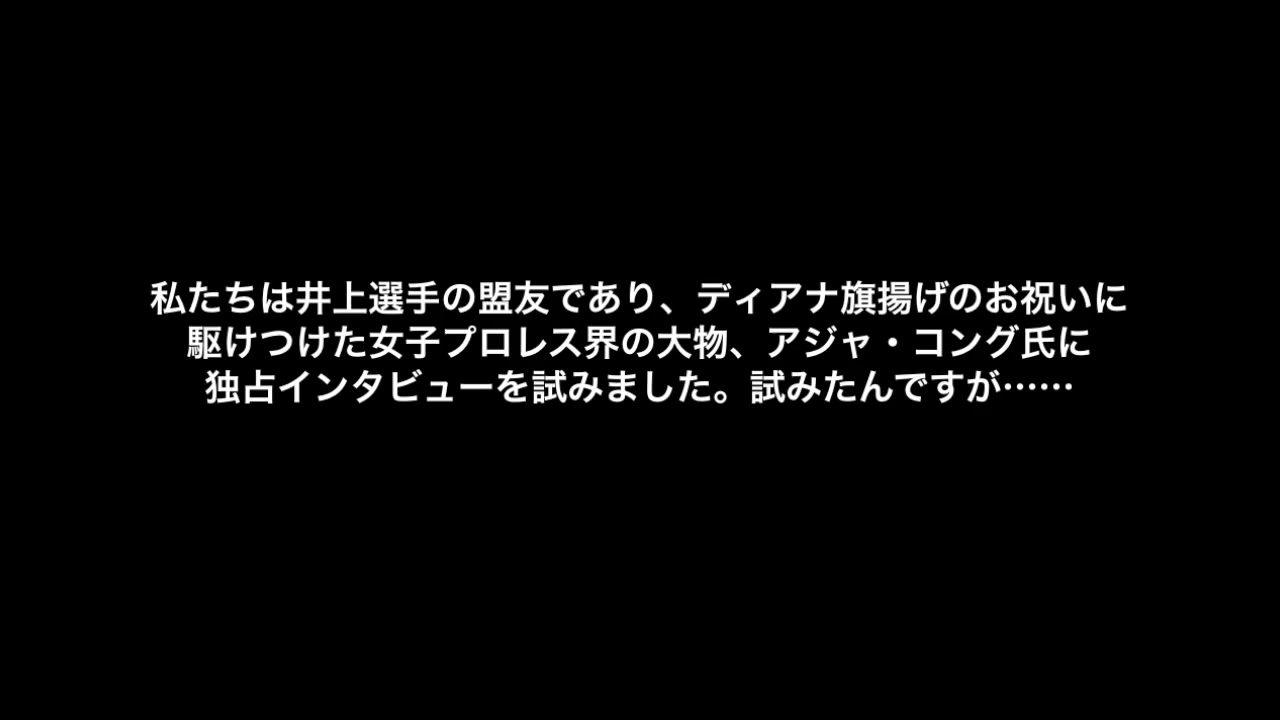 私たちは井上選手の盟友であり、ディアナ旗揚げのお祝いに
駆けつけた女子プロレス界の大物、アジャ・コング氏に
独占インタビューを試みました。試みたんですが……